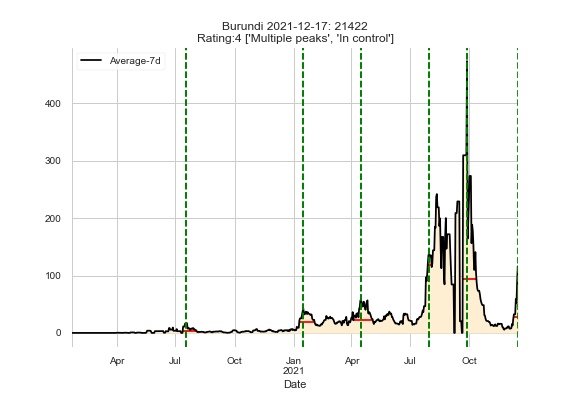 Burundi 2021-12-17: 21422
Rating:4 ['Multiple peaks', 'In control']
Average-7d
400
300
200
100
0
Apr
Jul
Oct
Jan
2021
Apr
Jul
Oct
Date